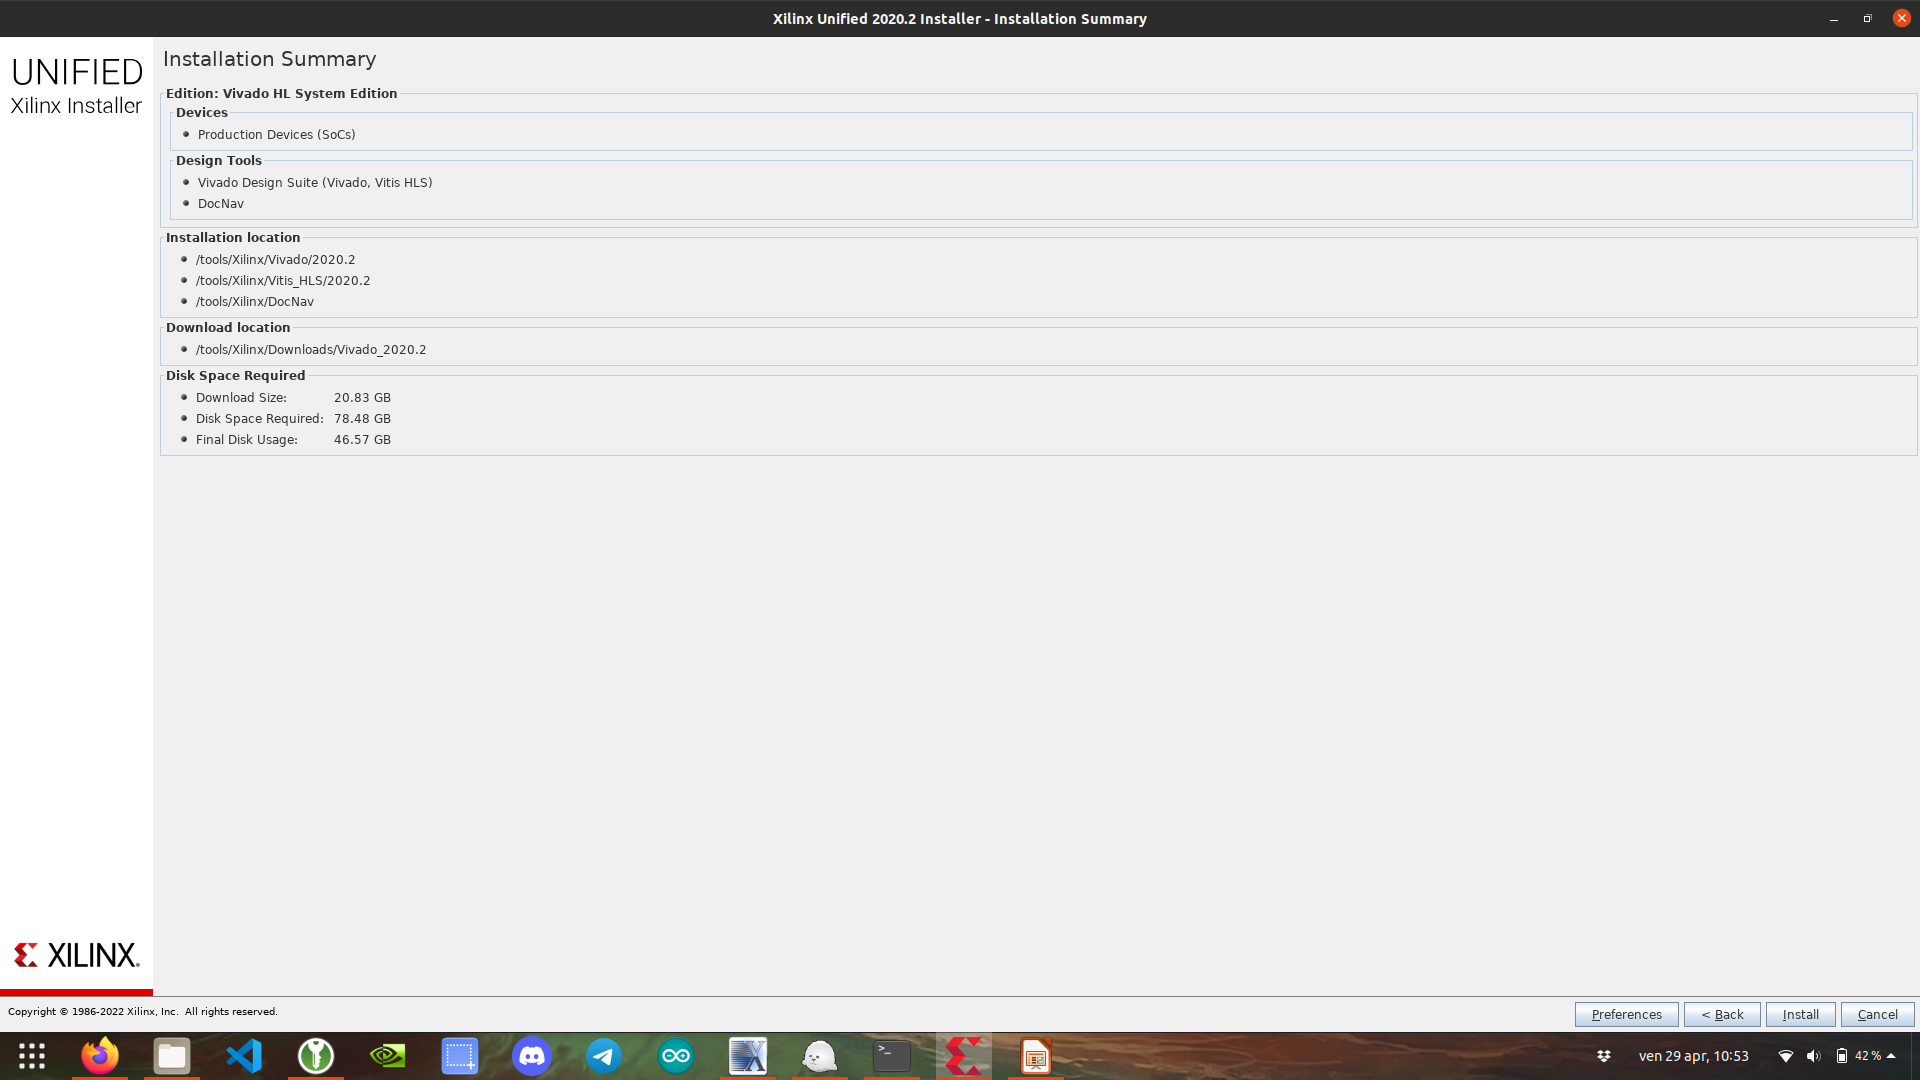 Xilinx Unified 2020.2 Installer - Installation Summary
UNIFIED
Xilinx Installer
Installation Summary
Edition: Vivado HL System Edition
Devices
Production Devices (SoCs)
Design Tools
Vivado Design Suite (Vivado, Vitis HLS)
DocNav
Installation location
/tools/Xilinx/Vivado/2020.2
/tools/Xilinx/Vitis_HLS/2020.2
/tools/Xilinx/DocNav
Download location
/tools/Xilinx/Downloads/Vivado_2020.2
Disk Space Required
Download Size: 20.83 GB
Disk Space Required: 78.48 GB
Final Disk Usage: 46.57 GB
XILINX.
Copyright © 1986-2022 Xilinx, Inc. All rights reserved.
Preferences < Back Install Cancel
ven 29 apr, 10:53 42 %